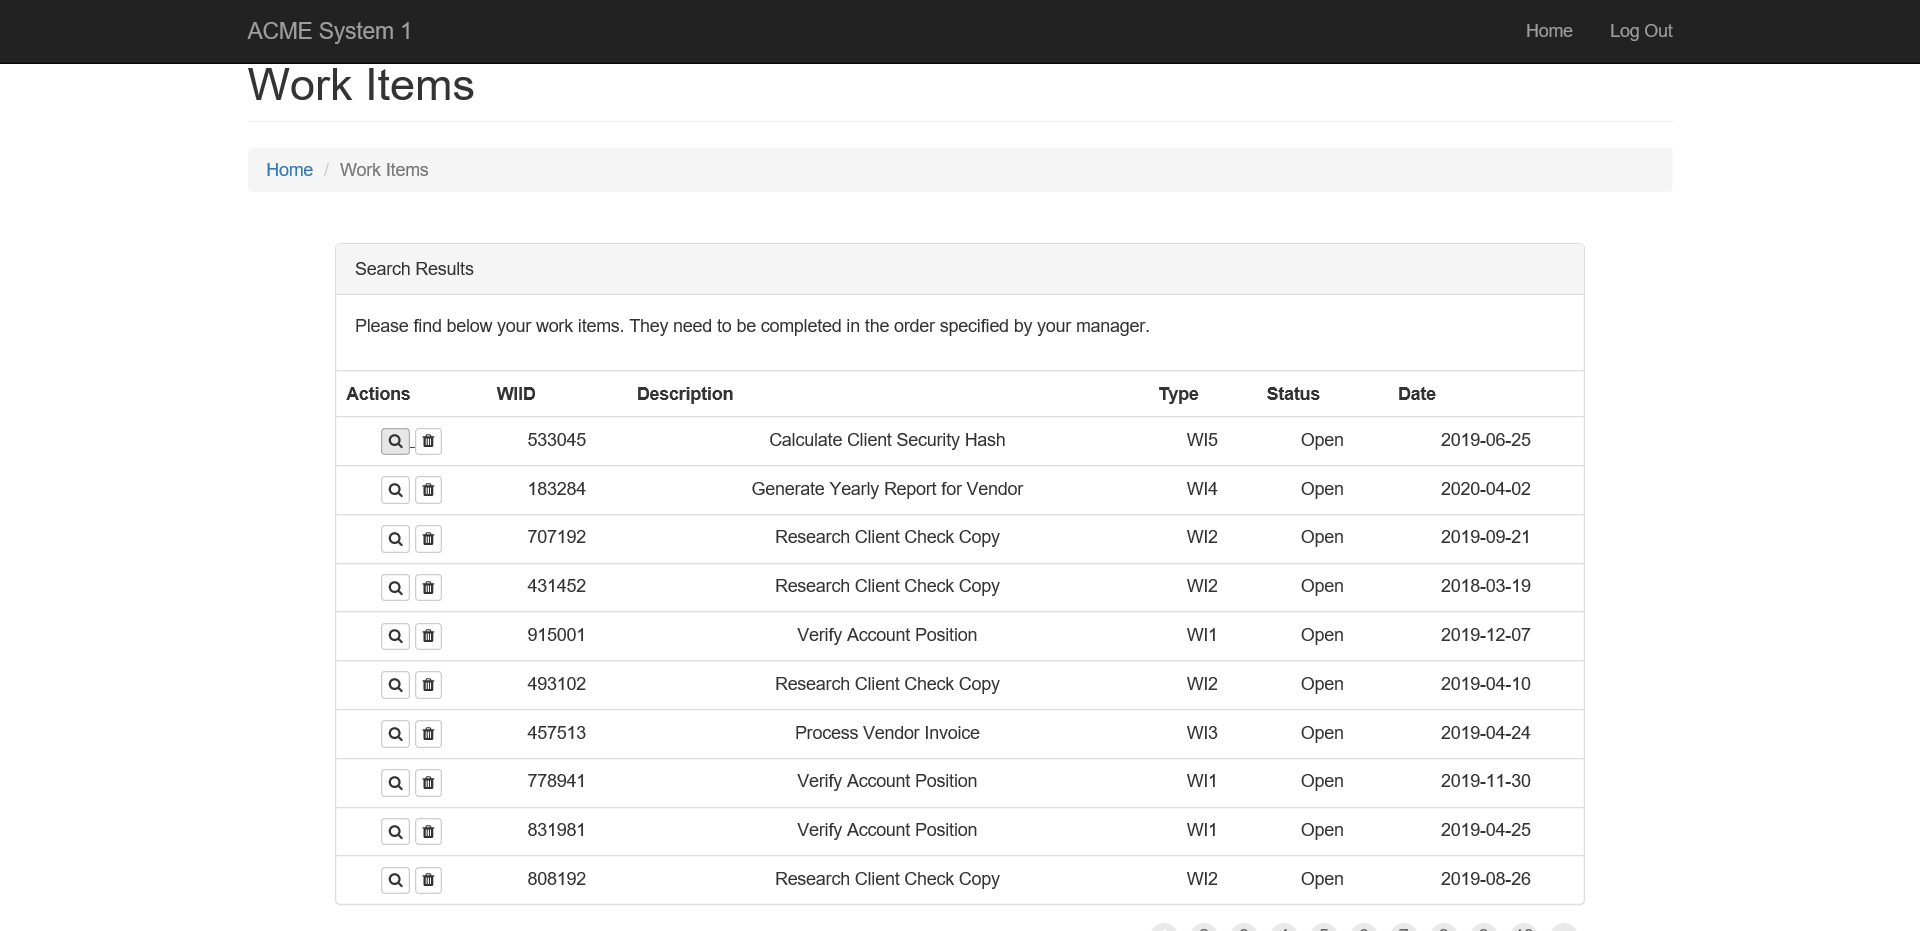 ACME System 1 Home Log Out
Work Items
Home / Work Items
Search Results
Please find below your work items. They need to be completed in the order specified by your manager.
Actions WIID Description Type Status Date
533045 Calculate Client Security Hash WI5 Open 2019-06-25
183284 Generate Yearly Report for Vendor WI4 Open 2020-04-02
707192 Research Client Check Copy WI2 Open 2019-09-21
431452 Research Client Check Copy WI2 Open 2018-03-19
915001 Verify Account Position WI1 Open 2019-12-07
493102 Research Client Check Copy WI2 Open 2019-04-10
457513 Process Vendor Invoice WI3 Open 2019-04-24
778941 Verify Account Position WI1 Open 2019-11-30
831981 Verify Account Position WI1 Open 2019-04-25
808192 Research Client Check Copy WI2 Open 2019-08-26